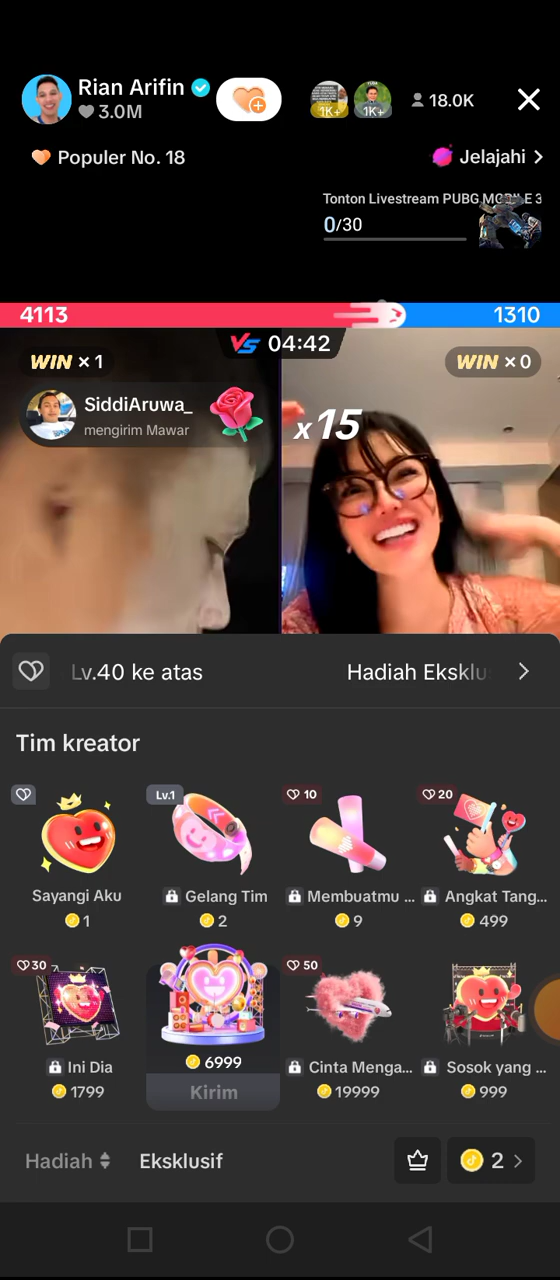 Rian Arifin
3.0M
1K+
1K+
18.0K
Populer No. 18
Jelajahi
Tonton Livestream PUBG MOBILE 3
0/30
4113
1310
VS 04:42
WIN x 1
WIN x 0
SiddiAruwa_
mengirim Mawar
x15
Lv.40 ke atas
Hadiah Eksklu
Tim kreator
Lv.1
10
20
Sayangi Aku
Gelang Tim
Membuatmu ...
Angkat Tang...
1
2
9
499
30
50
6999
Ini Dia
Kirim
Cinta Menga...
Sosok yang ...
1799
19999
999
Hadiah
Eksklusif
2